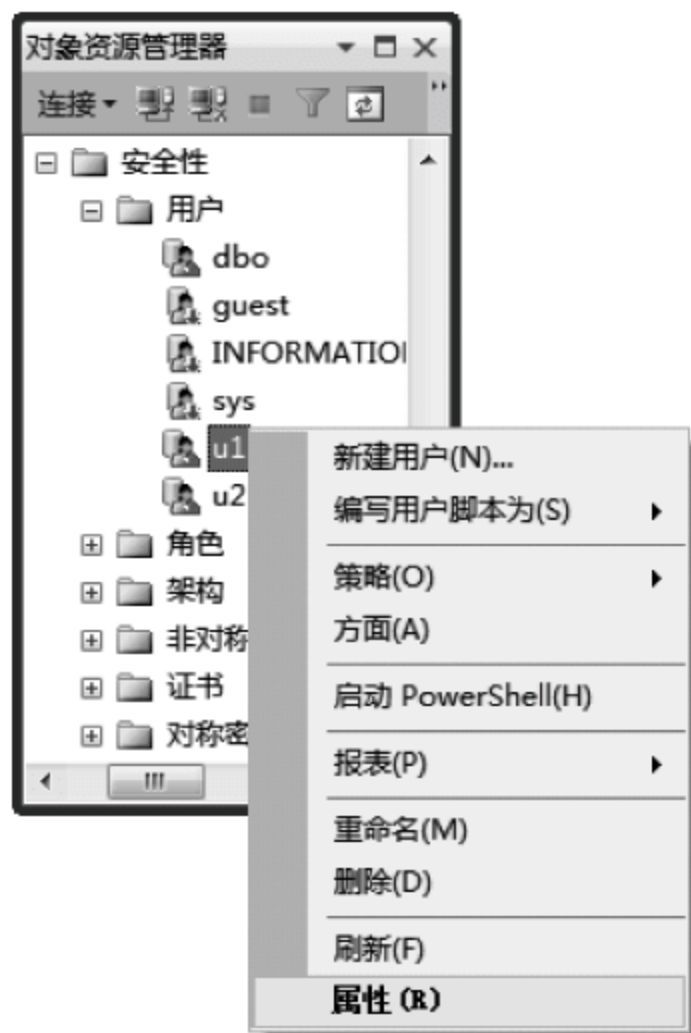 对象资源管理器
连接
安全性
用户
dbo
guest
INFORMATIO
sys
u1
u2
角色
架构
非对称
证书
对称密
新建用户(N)...
编写用户脚本为(S)
策略(O)
方面(A)
启动 PowerShell(H)
报表(P)
重命名(M)
删除(D)
刷新(F)
属性(R)